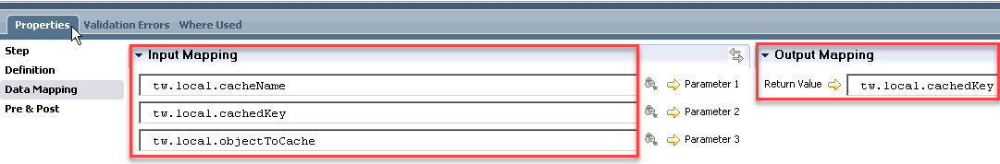 Properties Validation Errors Where Used
Step
Definition
Data Mapping
Pre & Post
Input Mapping
tw.local.cacheName Parameter 1
tw.local.cachedKey Parameter 2
tw.local.objectToCache Parameter 3
Output Mapping
Return Value tw.local.cachedKey